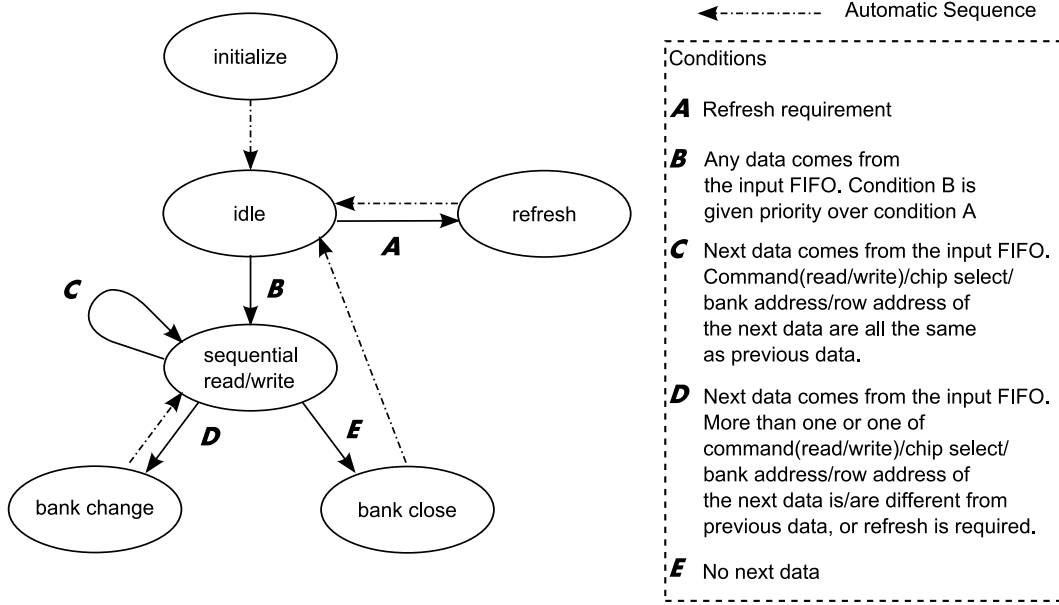 Automatic Sequence
initialize
idle
refresh
A
B
C
sequential
read/write
D
E
bank change
bank close
Conditions
A Refresh requirement
B Any data comes from
the input FIFO. Condition B is
given priority over condition A
C Next data comes from the input FIFO.
Command(read/write)/chip select/
bank address/row address of
the next data are all the same
as previous data.
D Next data comes from the input FIFO.
More than one or one of
command(read/write)/chip select/
bank address/row address of
the next data is/are different from
previous data, or refresh is required.
E No next data